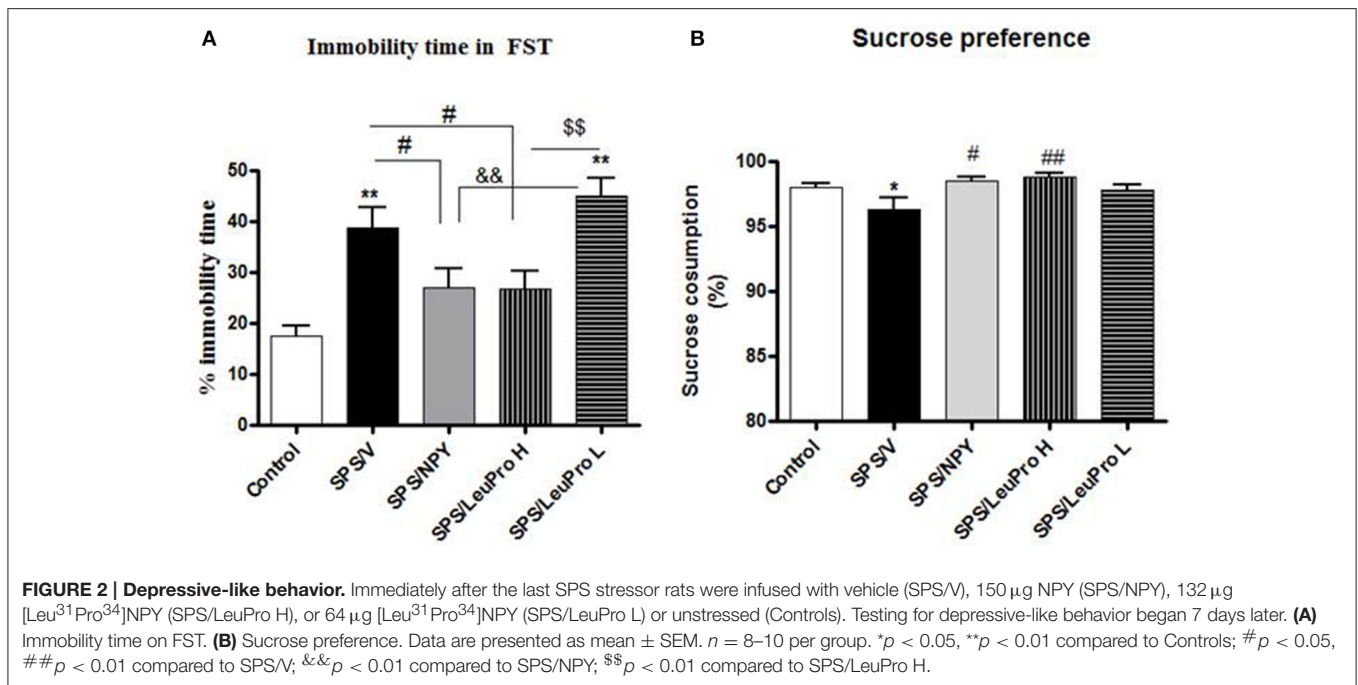 A
Immobility time in FST
#
#
$$
**
&&
**
% immobility time
50
40
30
20
10
0
Control
SPS/V
SPS/NPY
SPS/LeuPro H
SPS/LeuPro L
B
Sucrose preference
#
##
*
Sucrose cosumption
(%)
100
95
90
85
80
Control
SPS/V
SPS/NPY
SPS/LeuPro H
SPS/LeuPro L
FIGURE 2 | Depressive-like behavior. Immediately after the last SPS stressor rats were infused with vehicle (SPS/V), 150 μg NPY (SPS/NPY), 132 μg
[Leu³¹Pro³⁴]NPY (SPS/LeuPro H), or 64 μg [Leu³¹Pro³⁴]NPY (SPS/LeuPro L) or unstressed (Controls). Testing for depressive-like behavior began 7 days later. (A)
Immobility time on FST. (B) Sucrose preference. Data are presented as mean ± SEM. n = 8–10 per group. *p < 0.05, **p < 0.01 compared to Controls; #p < 0.05,
##p < 0.01 compared to SPS/V; &&p < 0.01 compared to SPS/NPY; $$p < 0.01 compared to SPS/LeuPro H.